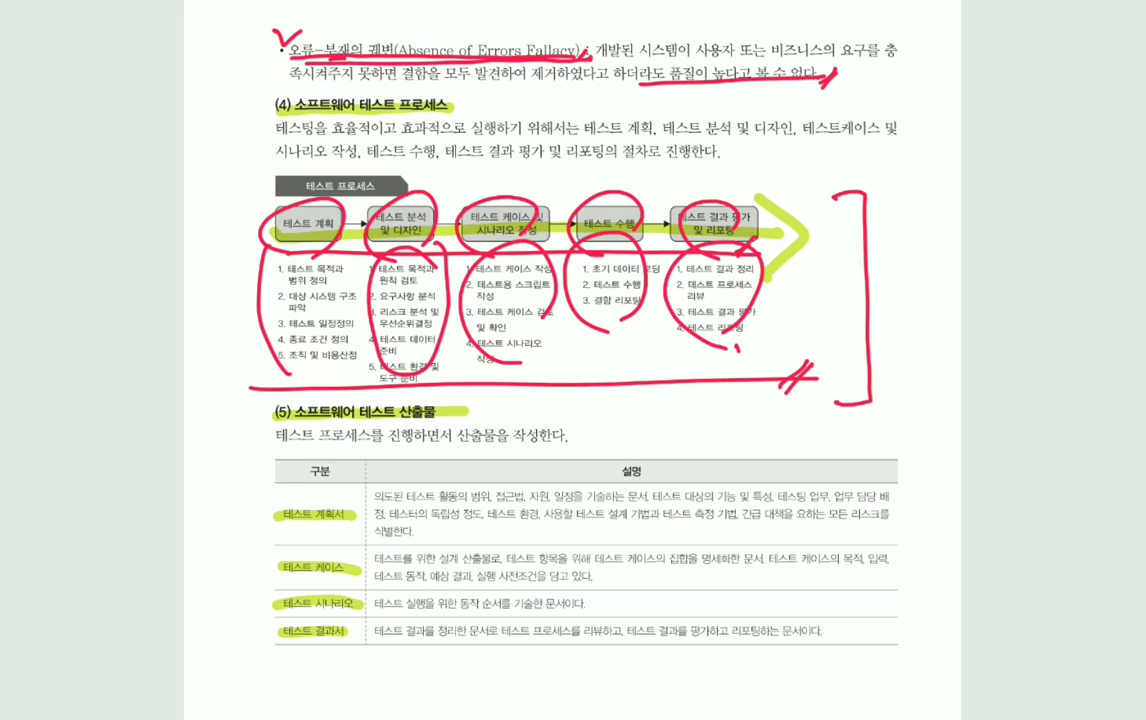 • 오류-부재의 궤변(Absence of Errors Fallacy) : 개발된 시스템이 사용자 또는 비즈니스의 요구를 충
족시켜주지 못하면 결함을 모두 발견하여 제거하였다고 하더라도 품질이 높다고 볼 수 없다.
(4) 소프트웨어 테스트 프로세스
테스팅을 효율적이고 효과적으로 실행하기 위해서는 테스트 계획, 테스트 분석 및 디자인, 테스트케이스 및
시나리오 작성, 테스트 수행, 테스트 결과 평가 및 리포팅의 절차로 진행한다.
테스트 프로세스
테스트 계획
1. 테스트 목적과
범위 정의
2. 대상 시스템 구조
파악
3. 테스트 일정정의
4. 종료 조건 정의
5. 조직 및 비용산정
테스트 분석
및 디자인
1. 테스트 목적과
원칙 검토
2. 요구사항 분석
3. 리스크 분석 및
우선순위결정
4. 테스트 데이터
준비
5. 테스트 환경 및
도구 준비
테스트 케이스 및
시나리오 작성
1. 테스트 케이스 작성
2. 테스트용 스크립트
작성
3. 테스트 케이스 검토
및 확인
4. 테스트 시나리오
작성
테스트 수행
1. 초기 데이터 로딩
2. 테스트 수행
3. 결함 리포팅
테스트 결과 평가
및 리포팅
1. 테스트 결과 정리
2. 테스트 프로세스
리뷰
3. 테스트 결과 평가
4. 테스트 리포팅
(5) 소프트웨어 테스트 산출물
테스트 프로세스를 진행하면서 산출물을 작성한다.
구분 설명
테스트 계획서
의도된 테스트 활동의 범위, 접근법, 자원, 일정을 기술하는 문서, 테스트 대상의 기능 및 특성, 테스팅 업무, 업무 담당 배
정, 테스터의 독립성 정도, 테스트 환경, 사용할 테스트 설계 기법과 테스트 측정 기법, 긴급 대책을 요하는 모든 리스크를
식별한다.
테스트 케이스
테스트를 위한 설계 산출물로, 테스트 항목을 위해 테스트 케이스의 집합을 명세화한 문서, 테스트 케이스의 목적, 입력,
테스트 동작, 예상 결과, 실행 사전조건을 담고 있다.
테스트 시나리오 테스트 실행을 위한 동작 순서를 기술한 문서이다.
테스트 결과서 테스트 결과를 정리한 문서로 테스트 프로세스를 리뷰하고, 테스트 결과를 평가하고 리포팅하는 문서이다.